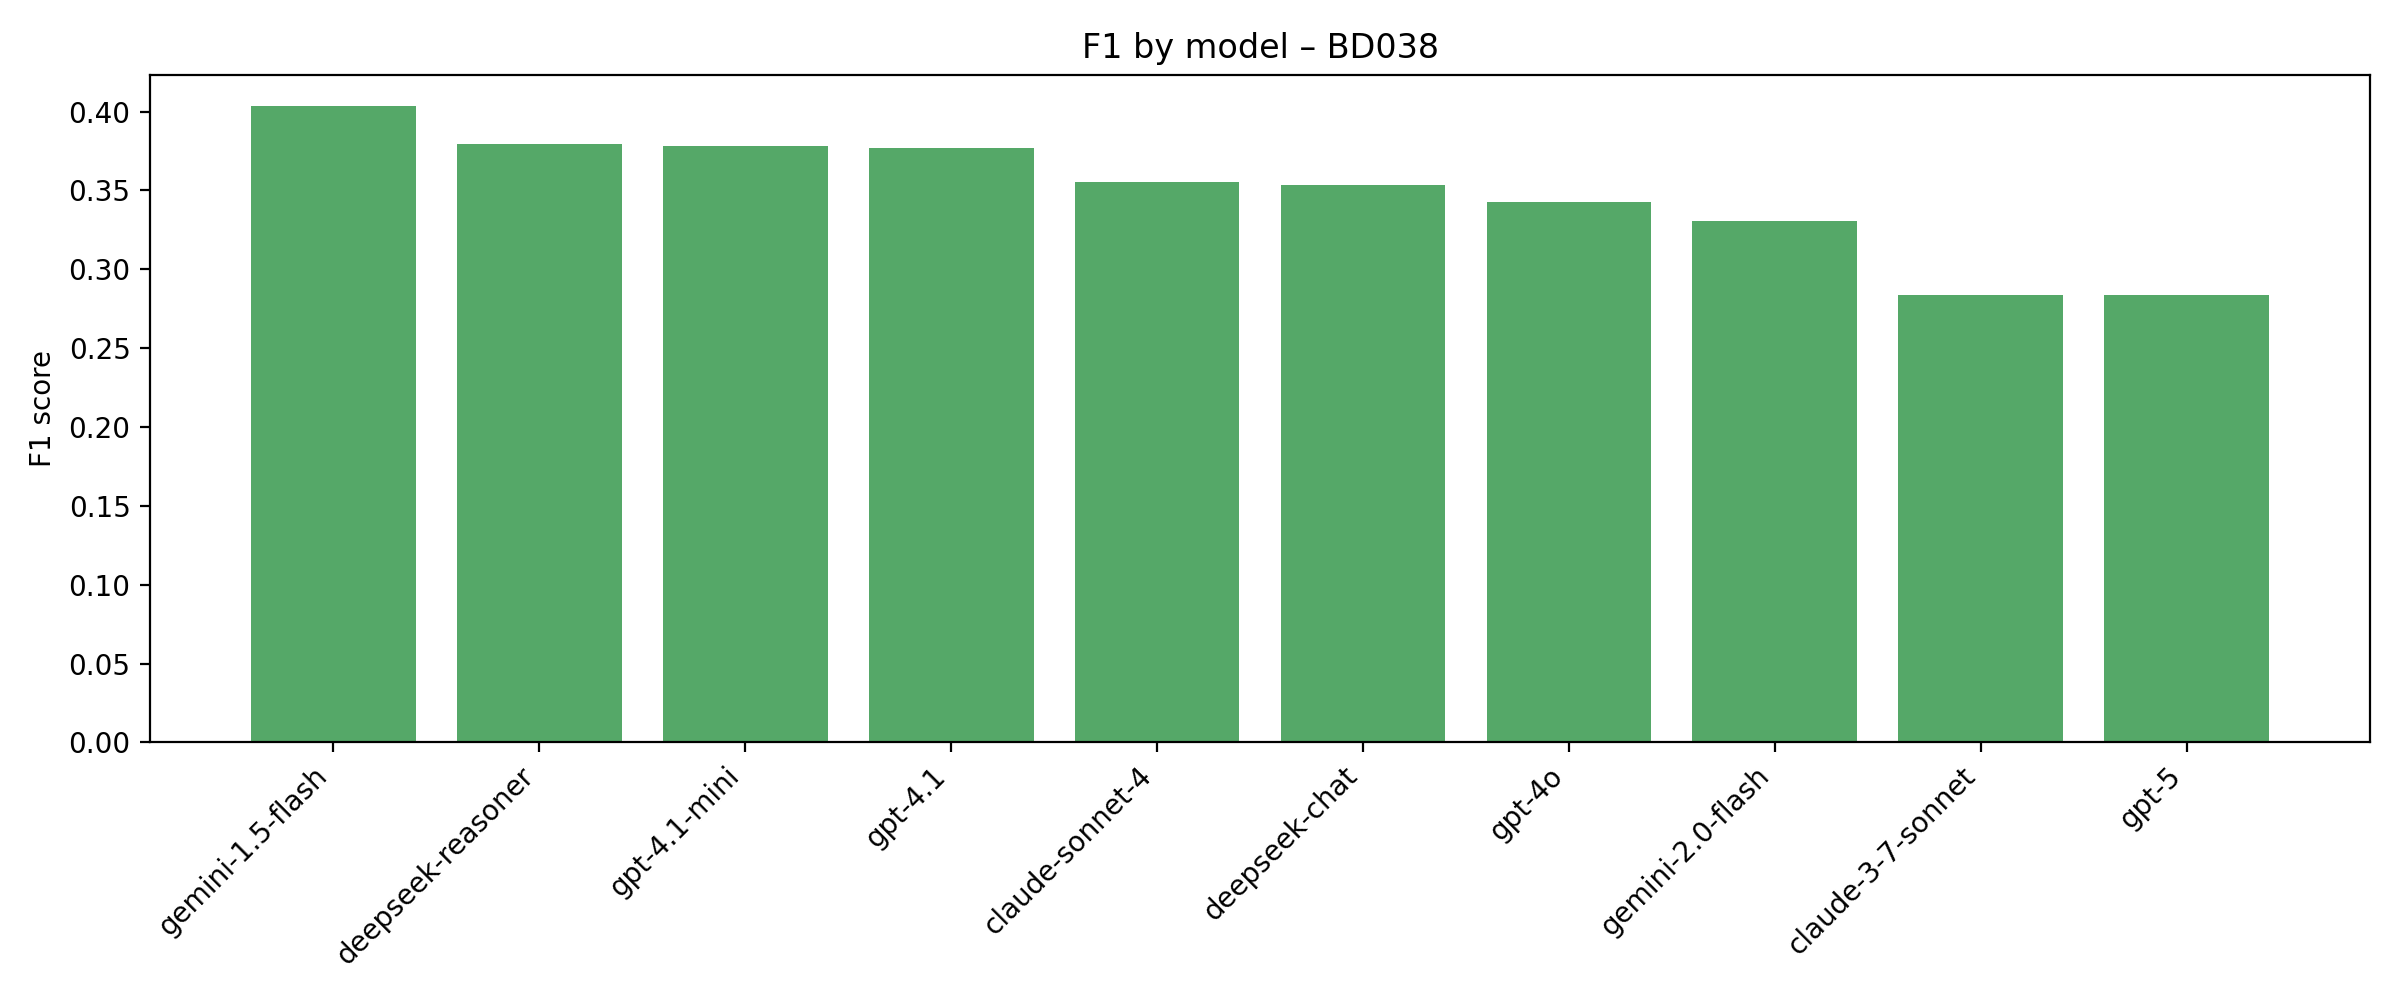 F1 by model – BD038
F1 score
0.40
0.35
0.30
0.25
0.20
0.15
0.10
0.05
0.00
gemini-1.5-flash
deepseek-reasoner
gpt-4.1-mini
gpt-4.1
claude-sonnet-4
deepseek-chat
gpt-4o
gemini-2.0-flash
claude-3-7-sonnet
gpt-5